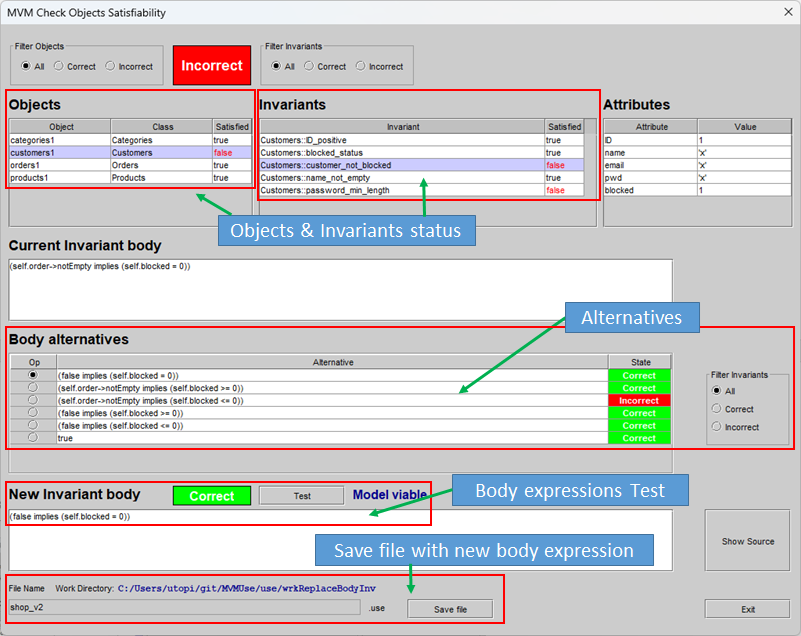 MVM Check Objects Satisfiability
Filter Objects
All Correct Incorrect
Incorrect
Filter Invariants
All Correct Incorrect
Objects
Object Class Satisfied
categories1 Categories true
customers1 Customers false
orders1 Orders true
products1 Products true
Invariants
Invariant Satisfied
Customers::ID_positive true
Customers::blocked_status true
Customers::customer_not_blocked false
Customers::name_not_empty true
Customers::password_min_length false
Attributes
Attribute Value
ID 1
name 'x'
email 'x'
pwd 'x'
blocked 1
Objects & Invariants status
Current Invariant body
(self.order->notEmpty implies (self.blocked = 0))
Alternatives
Body alternatives
Op Alternative State
(false implies (self.blocked = 0)) Correct
(self.order->notEmpty implies (self.blocked >= 0)) Correct
(self.order->notEmpty implies (self.blocked <= 0)) Incorrect
(false implies (self.blocked >= 0)) Correct
(false implies (self.blocked <= 0)) Correct
true Correct
Filter Invariants
All
Correct
Incorrect
New Invariant body Correct Test Model viable
Body expressions Test
(false implies (self.blocked = 0))
Show Source
Save file with new body expression
File Name Work Directory: C:/Users/utopi/git/MVMUse/use/wrkReplaceBodyInv
shop_v2 .use Save file Exit